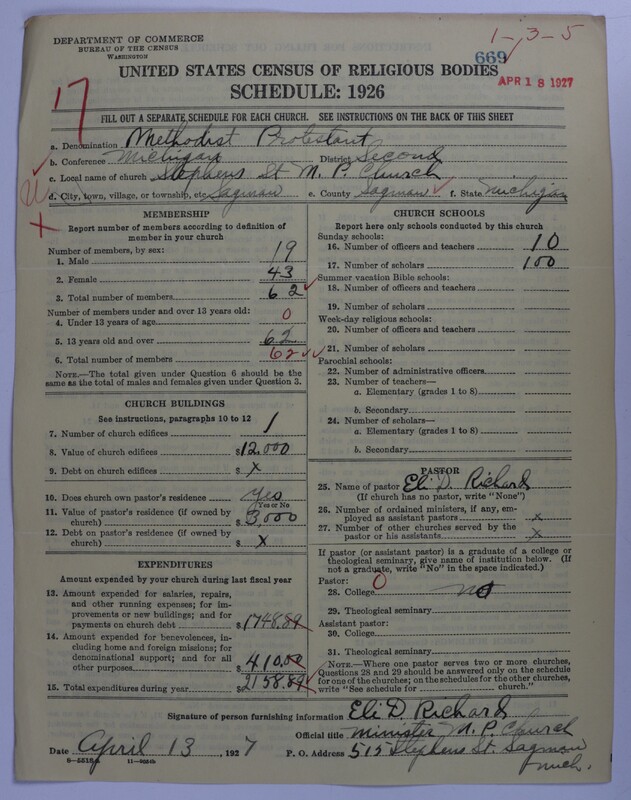 DEPARTMENT OF COMMERCE
BUREAU OF THE CENSUS
WASHINGTON
1-3-5
669
APR 18 1927
UNITED STATES CENSUS OF RELIGIOUS BODIES
SCHEDULE: 1926
17
FILL OUT A SEPARATE SCHEDULE FOR EACH CHURCH. SEE INSTRUCTIONS ON THE BACK OF THIS SHEET
a. Denomination Methodist Protestant
b. Conference Michigan District Second
c. Local name of church Stephens St M. P. Church
d. City, town, village, or township, etc. Saginaw e. County Saginaw f. State Michigan
MEMBERSHIP
Report number of members according to definition of member in your church
Number of members, by sex:
1. Male 19
2. Female 43
3. Total number of members 62
Number of members under and over 13 years old:
4. Under 13 years of age 0
5. 13 years old and over 62
6. Total number of members 62
NOTE.—The total given under Question 6 should be the same as the total of males and females given under Question 3.
CHURCH BUILDINGS
See instructions, paragraphs 10 to 12
7. Number of church edifices 1
8. Value of church edifices $12,000
9. Debt on church edifices $ x
10. Does church own pastor's residence Yes
Yes or No
11. Value of pastor's residence (if owned by church) $3,000
12. Debt on pastor's residence (if owned by church) $ x
EXPENDITURES
Amount expended by your church during last fiscal year
13. Amount expended for salaries, repairs, and other running expenses; for improvements or new buildings; and for payments on church debt $1748.89
14. Amount expended for benevolences, including home and foreign missions; for denominational support; and for all other purposes $410.00
15. Total expenditures during year $2158.89
CHURCH SCHOOLS
Report here only schools conducted by this church
Sunday schools:
16. Number of officers and teachers 10
17. Number of scholars 100
Summer vacation Bible schools:
18. Number of officers and teachers
19. Number of scholars
Week-day religious schools:
20. Number of officers and teachers
21. Number of scholars
Parochial schools:
22. Number of administrative officers
23. Number of teachers—
a. Elementary (grades 1 to 8)
b. Secondary
24. Number of scholars—
a. Elementary (grades 1 to 8)
b. Secondary
PASTOR
25. Name of pastor Eli D. Richard
(If church has no pastor, write "None")
26. Number of ordained ministers, if any, employed as assistant pastors x
27. Number of other churches served by the pastor or his assistants x
If pastor (or assistant pastor) is a graduate of a college or theological seminary, give name of institution below. (If not a graduate, write "No" in the space indicated.)
Pastor: 0
28. College no
29. Theological seminary
Assistant pastor:
30. College
31. Theological seminary
NOTE.—Where one pastor serves two or more churches, Questions 28 and 29 should be answered only on the schedule for one of the churches; on the schedules for the other churches, write "See schedule for church."
Signature of person furnishing information Eli D. Richard
Official title Minister M. P. Church
Date April 13, 1927 P. O. Address 515 Stephens St. Saginaw
Mich.